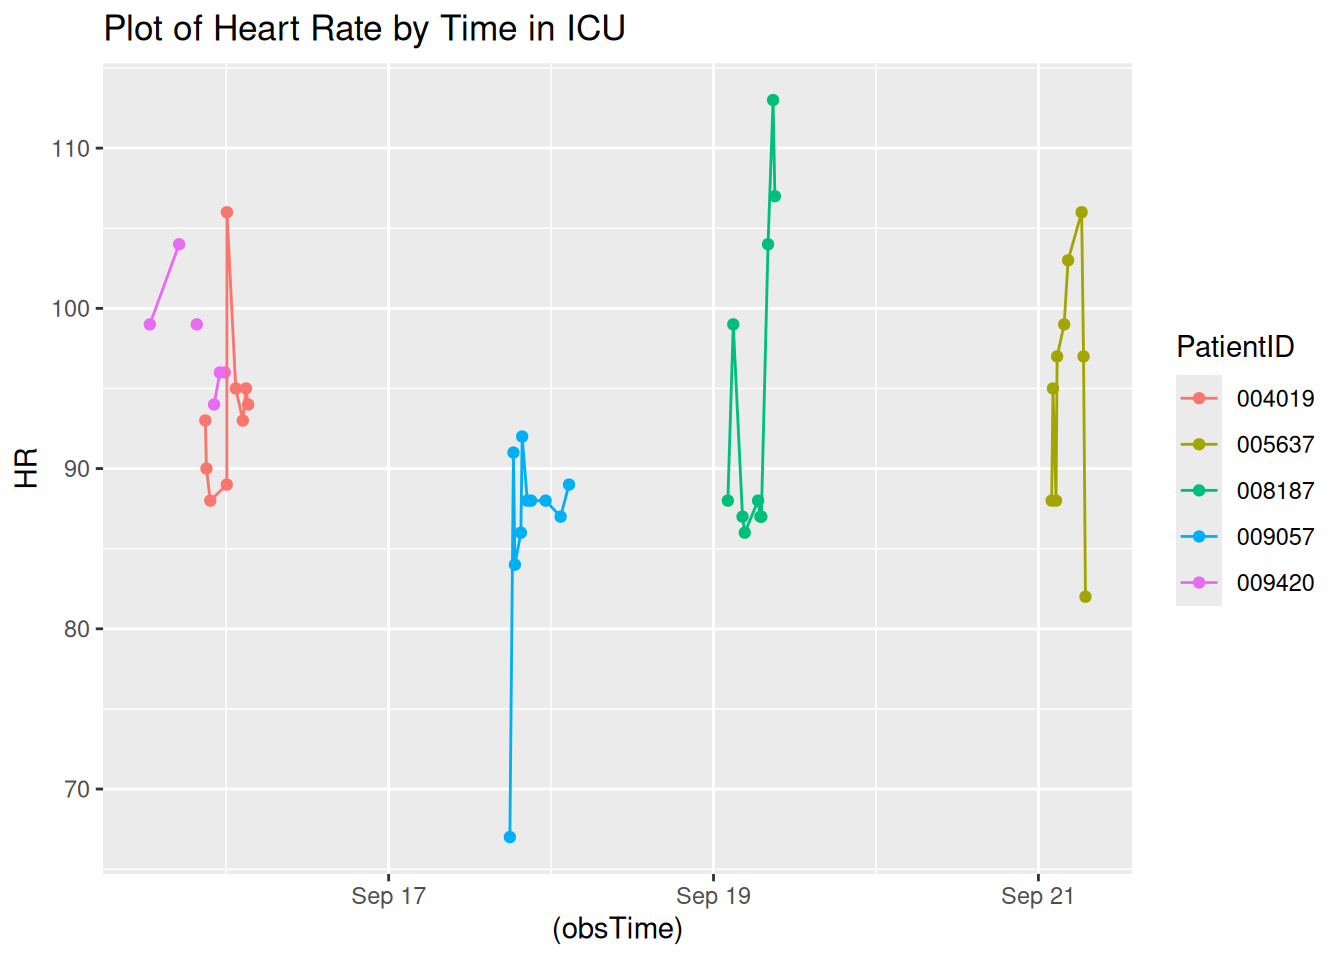 Plot of Heart Rate by Time in ICU
110
100
90
80
70
HR
Sep 17
Sep 19
Sep 21
(obsTime)
PatientID
004019
005637
008187
009057
009420